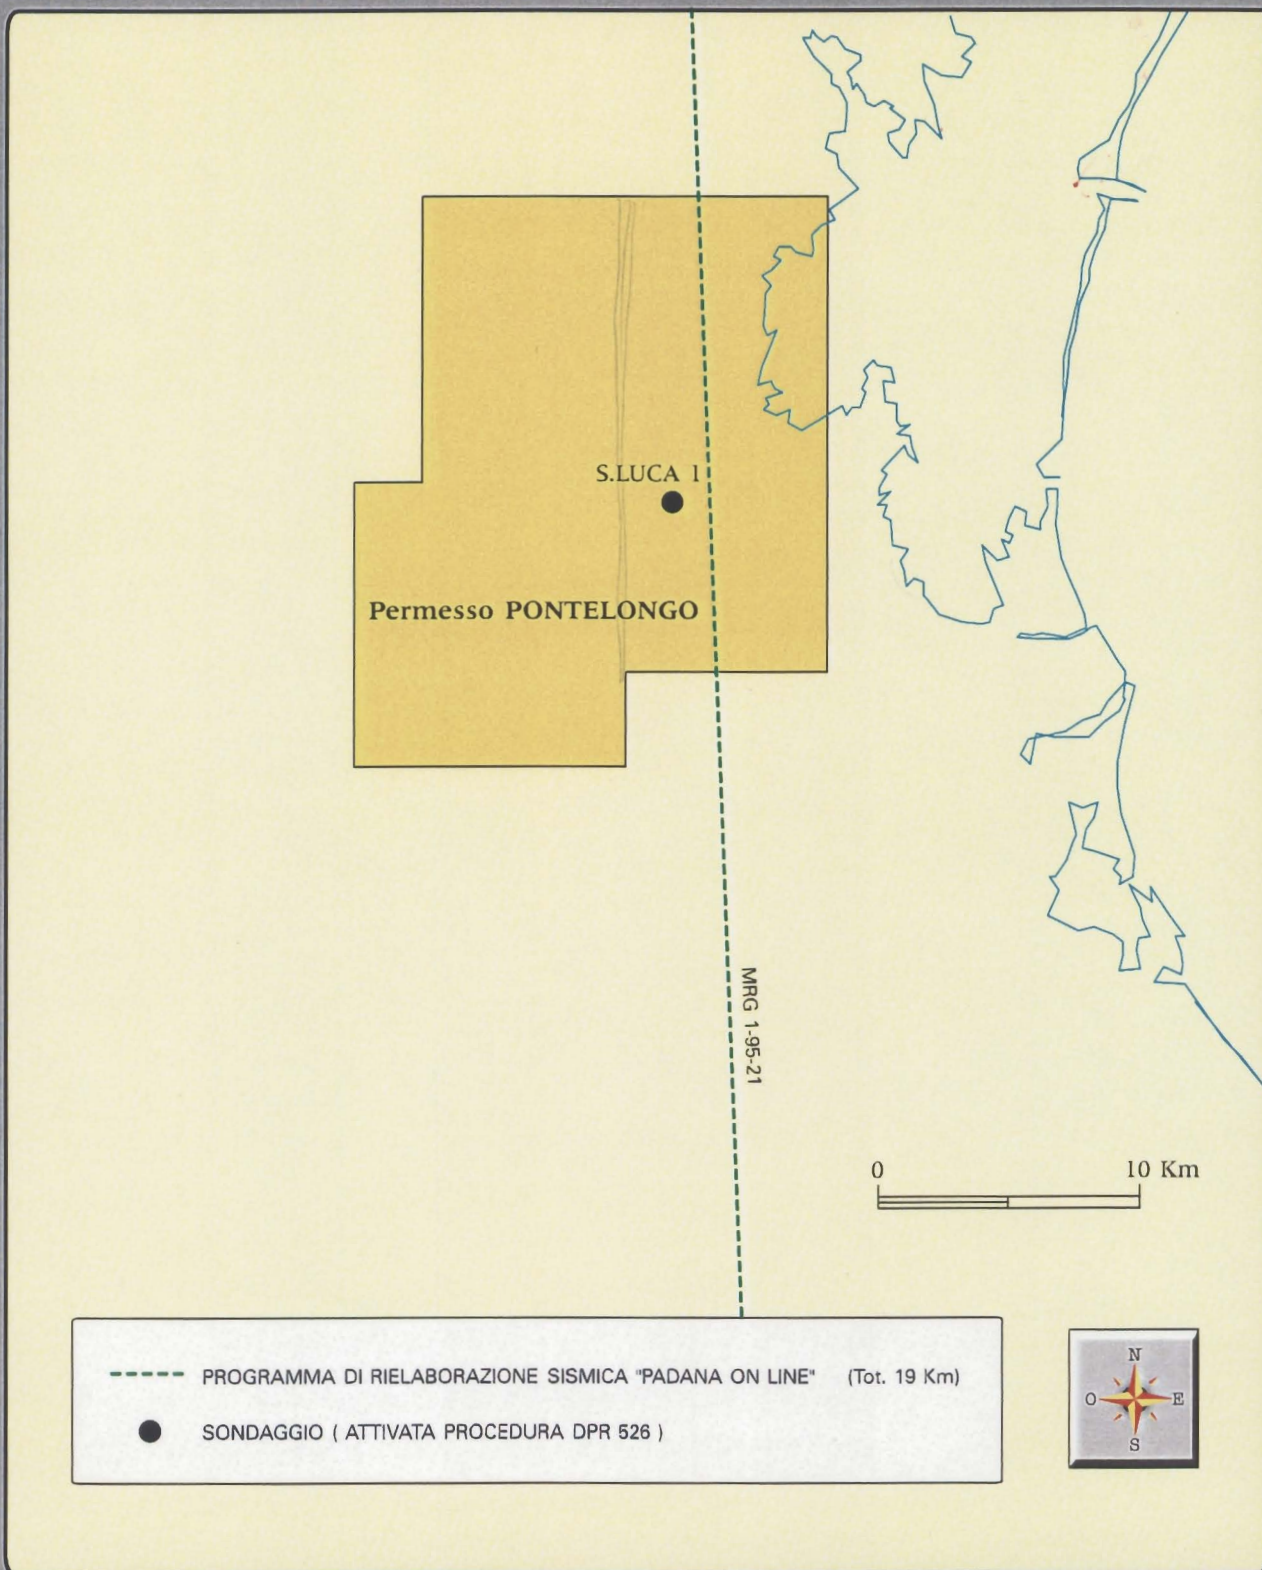 S.LUCA 1
Permesso PONTELONGO
MRG 1-95-21
0 10 Km
PROGRAMMA DI RIELABORAZIONE SISMICA "PADANA ON LINE" (Tot. 19 Km)
SONDAGGIO ( ATTIVATA PROCEDURA DPR 526 )
N
O E
S